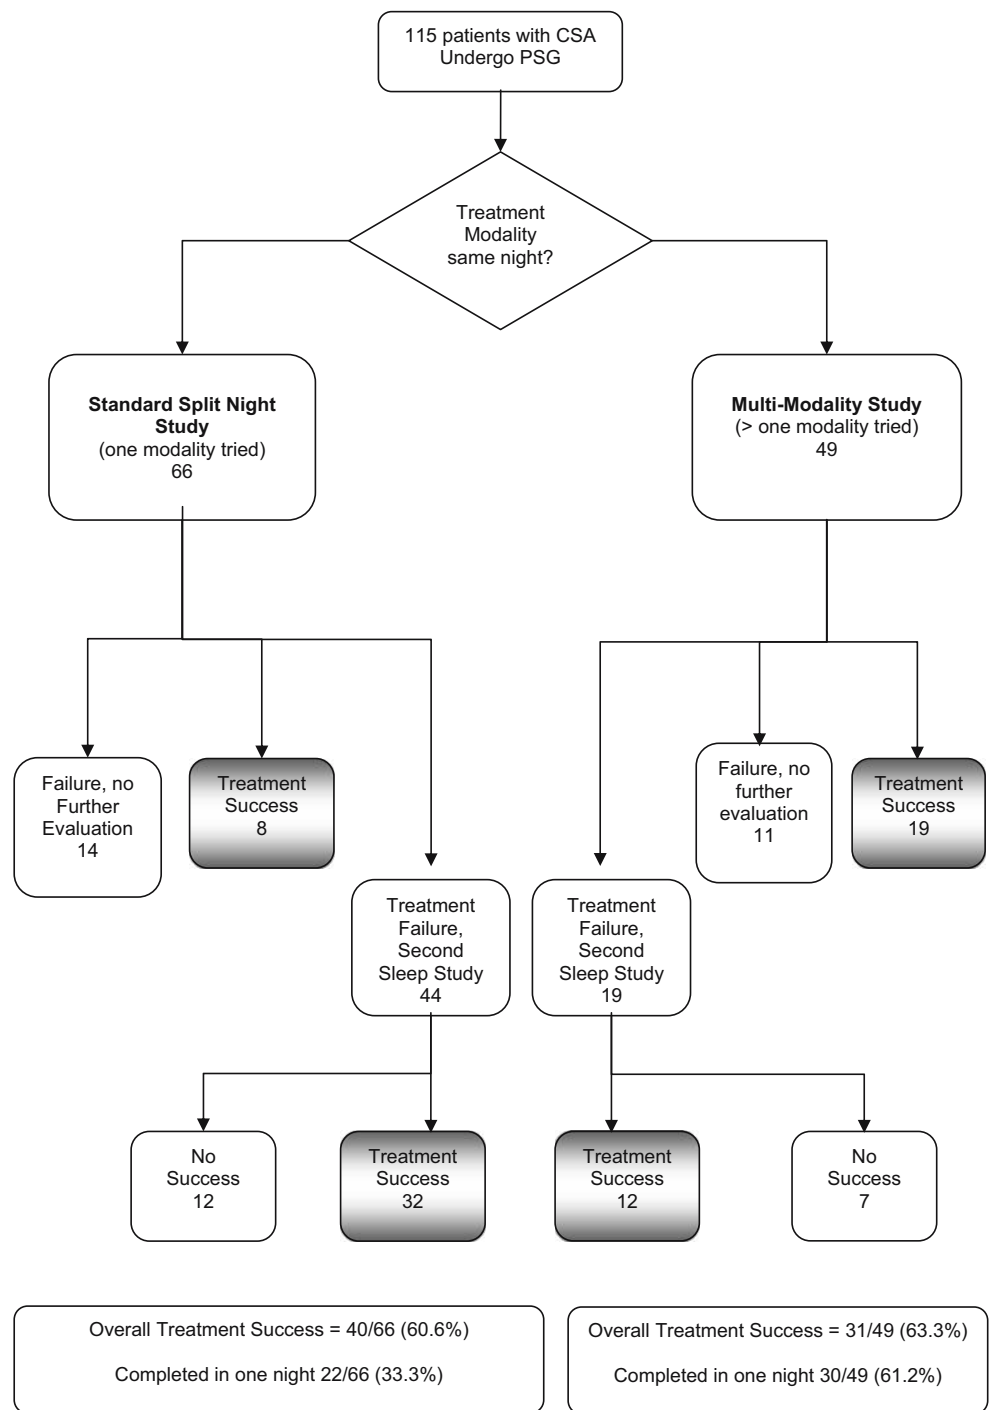 115 patients with CSA
Undergo PSG
Treatment
Modality
same night?
Standard Split Night
Study
(one modality tried)
66
Multi-Modality Study
(> one modality tried)
49
Failure, no
Further
Evaluation
14
Treatment
Success
8
Failure, no
further
evaluation
11
Treatment
Success
19
Treatment
Failure,
Second
Sleep Study
44
Treatment
Failure,
Second
Sleep Study
19
No
Success
12
Treatment
Success
32
Treatment
Success
12
No
Success
7
Overall Treatment Success = 40/66 (60.6%)
Completed in one night 22/66 (33.3%)
Overall Treatment Success = 31/49 (63.3%)
Completed in one night 30/49 (61.2%)